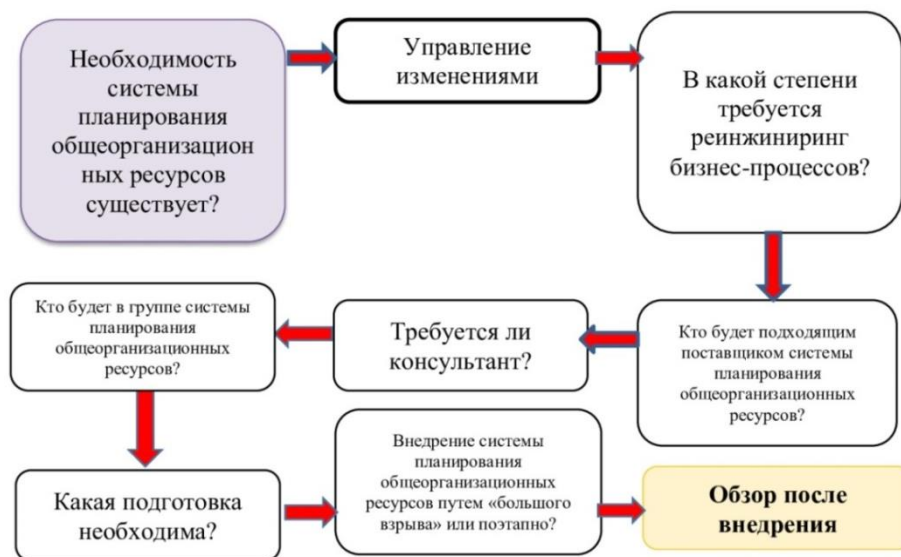 Необходимость
системы
планирования
общеорганизацион
ных ресурсов
существует?
Управление
изменениями
В какой степени
требуется
реинжиниринг
бизнес-процессов?
Кто будет подходящим
поставщиком системы
планирования
общеорганизационных
ресурсов?
Требуется ли
консультант?
Кто будет в группе системы
планирования
общеорганизационных
ресурсов?
Какая подготовка
необходима?
Внедрение системы
планирования
общеорганизационных
ресурсов путем «большого
взрыва» или поэтапно?
Обзор после
внедрения